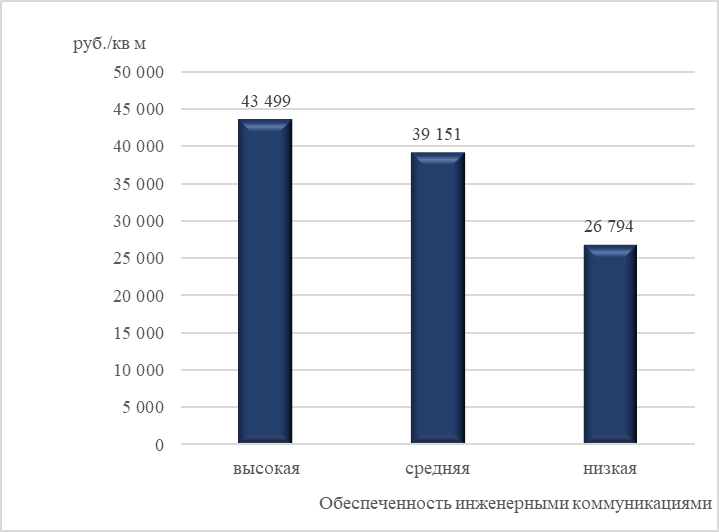 руб./кв м
50 000
45 000
40 000
35 000
30 000
25 000
20 000
15 000
10 000
5 000
0
43 499
39 151
26 794
высокая
средняя
низкая
Обеспеченность инженерными коммуникациями